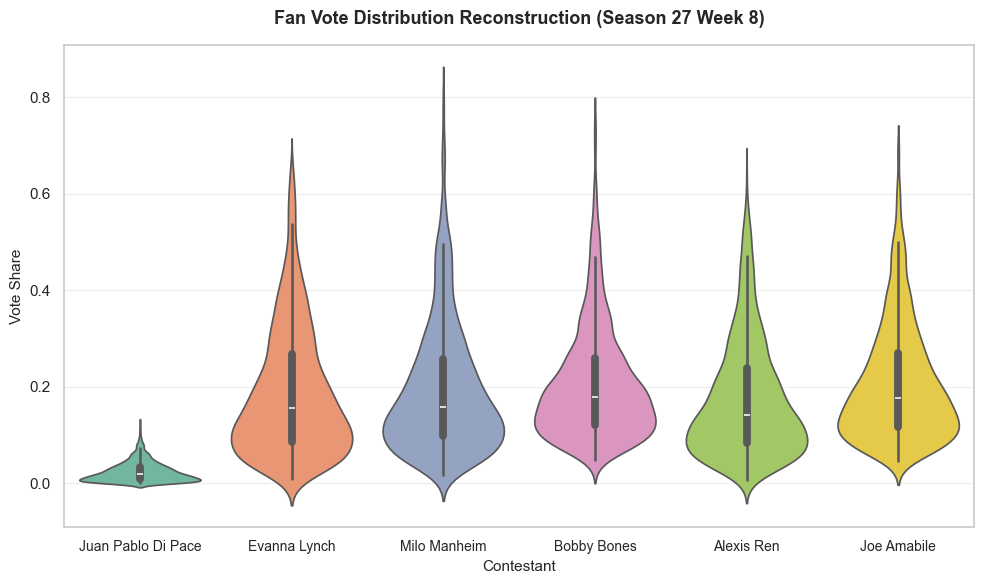 Fan Vote Distribution Reconstruction (Season 27 Week 8)
Vote Share
0.8
0.6
0.4
0.2
0.0
Juan Pablo Di Pace
Evanna Lynch
Milo Manheim
Bobby Bones
Alexis Ren
Joe Amabile
Contestant